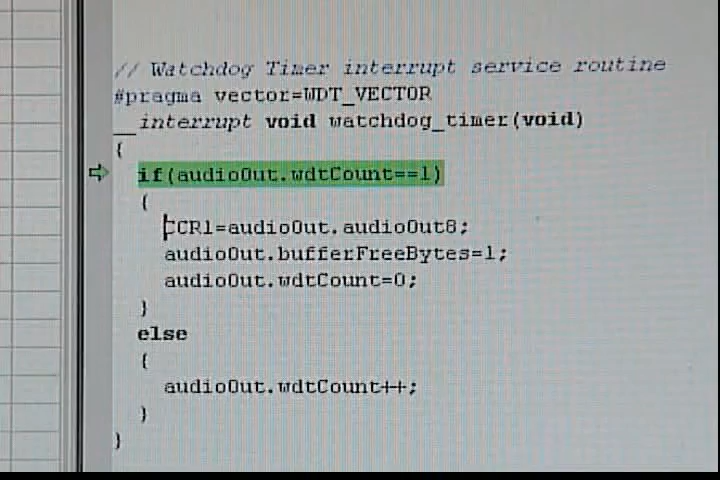 // Watchdog Timer interrupt service routine
#pragma vector=WDT_VECTOR
__interrupt void watchdog_timer(void)
{
if(audioOut.wdtCount==1)
{
CCR1=audioOut.audioOut8;
audioOut.bufferFreeBytes=1;
audioOut.wdtCount=0;
}
else
{
audioOut.wdtCount++;
}
}